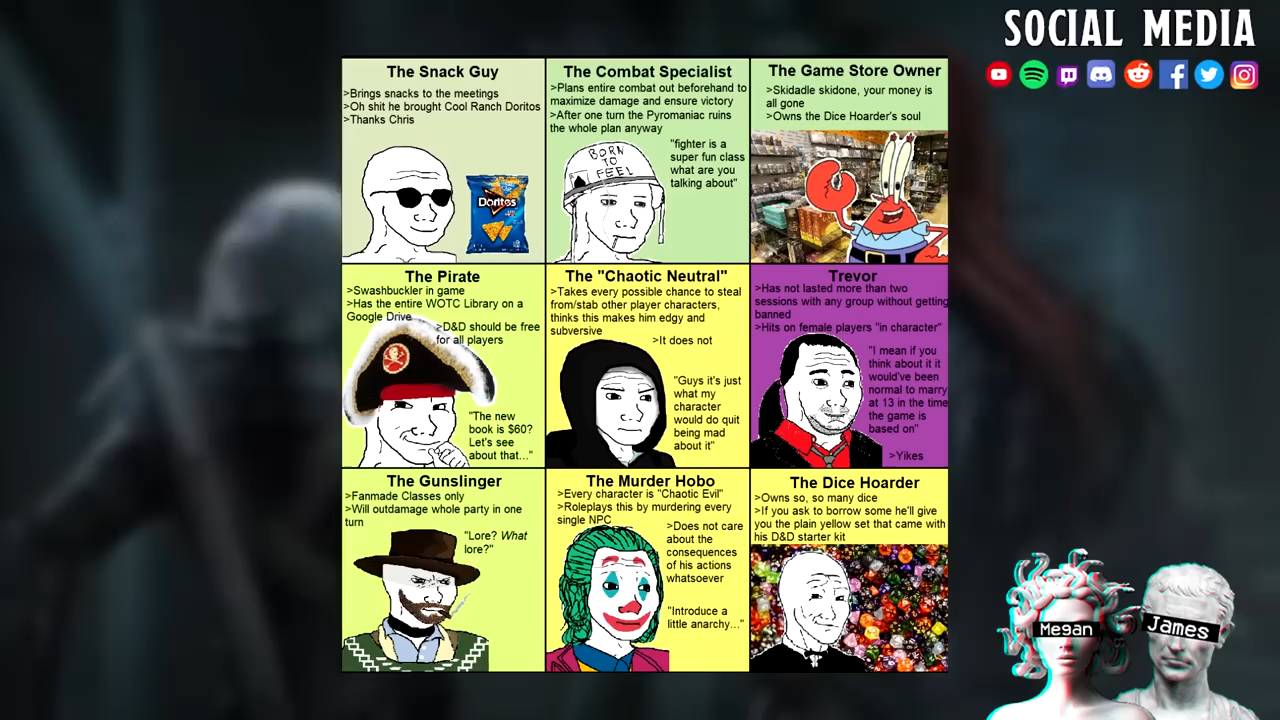 SOCIAL MEDIA
The Snack Guy
>Brings snacks to the meetings
>Oh shit he brought Cool Ranch Doritos
>Thanks Chris
Doritos
The Combat Specialist
>Plans entire combat out beforehand to
maximize damage and ensure victory
>After one turn the Pyromaniac ruins
the whole plan anyway
BORN
TO
FEEL
"fighter is a
super fun class
what are you
talking about"
The Game Store Owner
>Skidadle skidone, your money is
all gone
>Owns the Dice Hoarder's soul
The Pirate
>Swashbuckler in game
>Has the entire WOTC Library on a
Google Drive
>D&D should be free
for all players
"The new
book is $60?
Let's see
about that..."
The "Chaotic Neutral"
>Takes every possible chance to steal
from/stab other player characters,
thinks this makes him edgy and
subversive
>It does not
"Guys it's just
what my
character
would do quit
being mad
about it"
Trevor
>Has not lasted more than two
sessions with any group without getting
banned
>Hits on female players "in character"
"I mean if you
think about it it
would've been
normal to marry
at 13 in the time
the game is
based on"
>Yikes
The Gunslinger
>Fanmade Classes only
>Will outdamage whole party in one
turn
"Lore? What
lore?"
The Murder Hobo
>Every character is "Chaotic Evil"
>Roleplays this by murdering every
single NPC
>Does not care
about the
consequences
of his actions
whatsoever
"Introduce a
little anarchy..."
The Dice Hoarder
>Owns so, so many dice
>If you ask to borrow some he'll give
you the plain yellow set that came with
his D&D starter kit
Megan
James